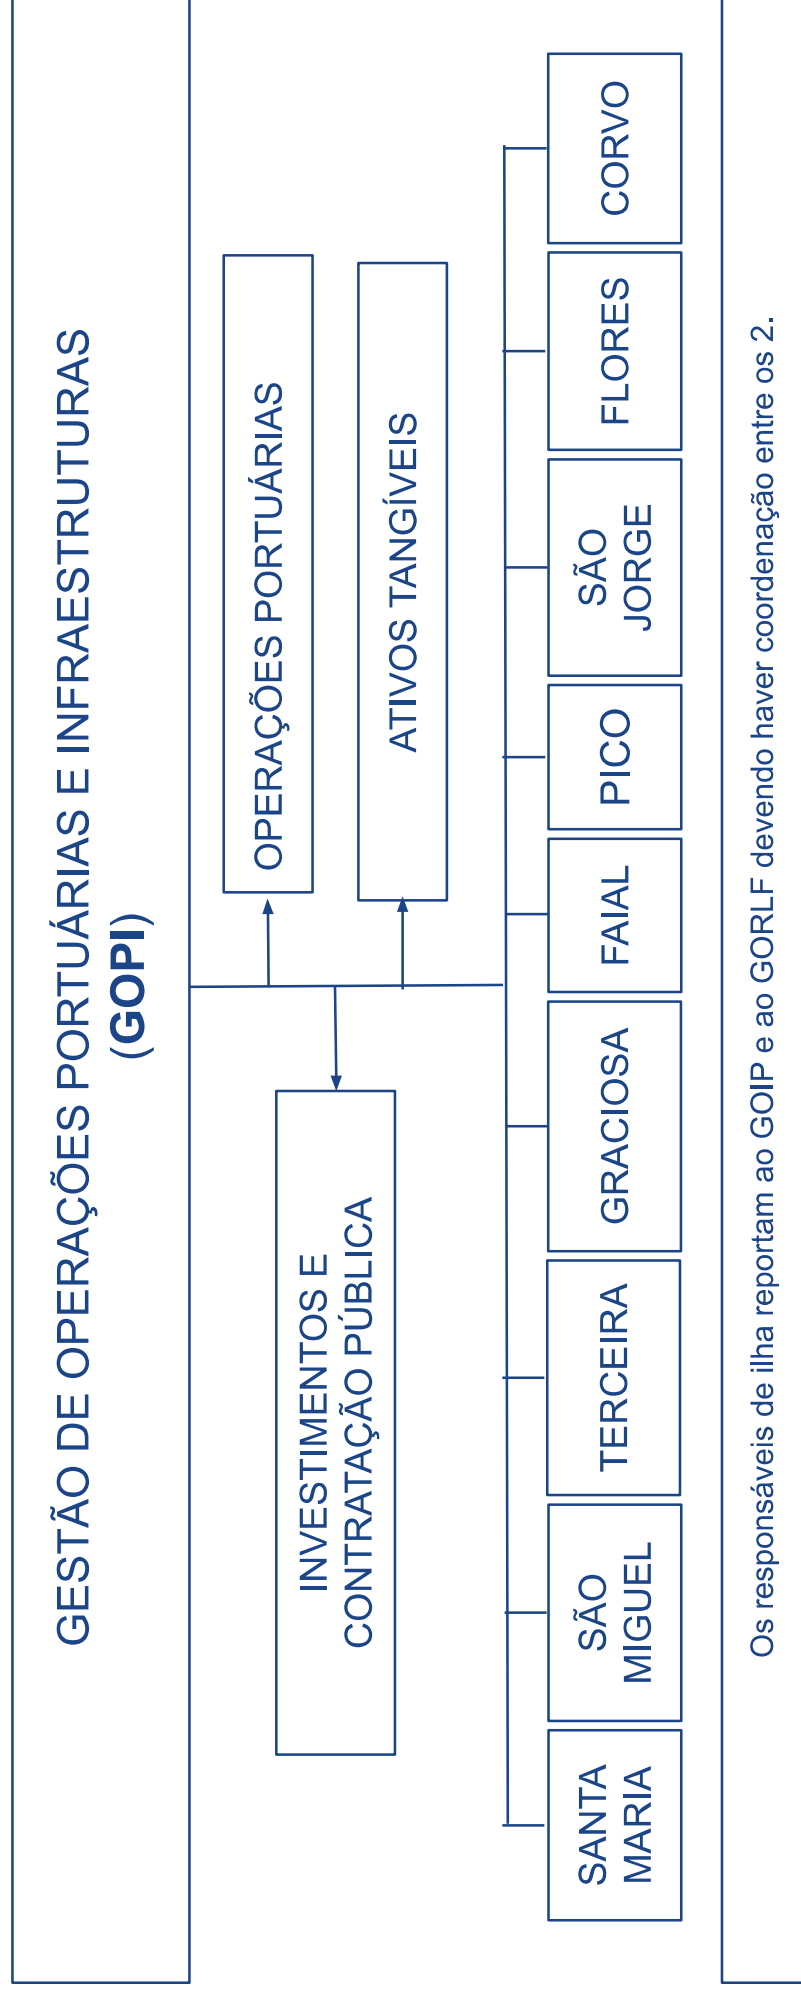 GESTÃO DE OPERAÇÕES PORTUÁRIAS E INFRAESTRUTURAS
(GOPI)
OPERAÇÕES PORTUÁRIAS
INVESTIMENTOS E
CONTRATAÇÃO PÚBLICA
ATIVOS TANGÍVEIS
SANTA
MARIA
SÃO
MIGUEL
TERCEIRA
GRACIOSA
FAIAL
PICO
SÃO
JORGE
FLORES
CORVO
Os responsáveis de ilha reportam ao GOIP e ao GORLF devendo haver coordenação entre os 2.